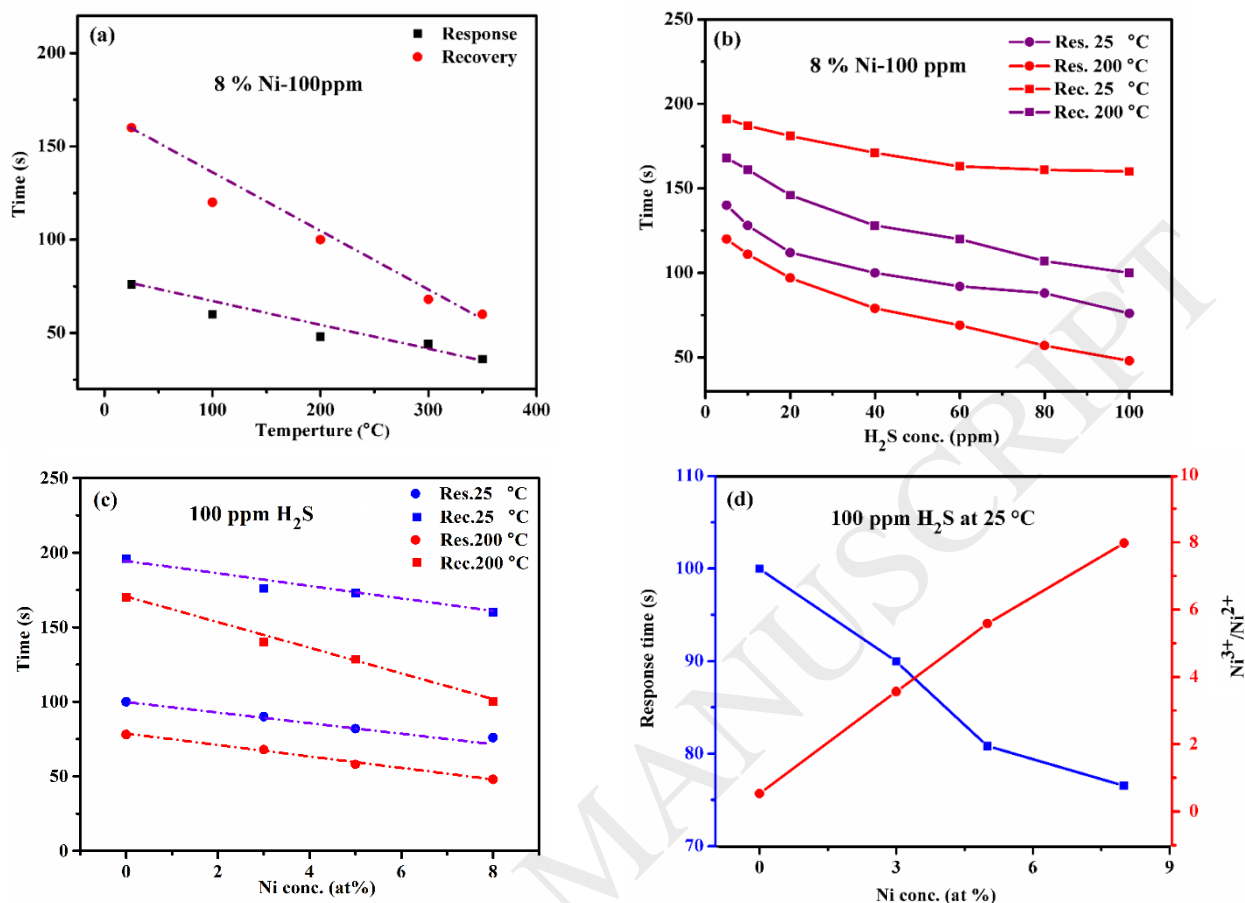 (a)
Response
Recovery
8 % Ni-100ppm
Time (s)
200
150
100
50
0
100
200
300
400
Temperture (°C)
(b)
Res. 25 °C
Res. 200 °C
Rec. 25 °C
Rec. 200 °C
8 % Ni-100 ppm
Time (s)
250
200
150
100
50
0
20
40
60
80
100
H2S conc. (ppm)
(c)
Res.25 °C
Rec.25 °C
Res.200 °C
Rec.200 °C
100 ppm H2S
Time (s)
250
200
150
100
50
0
0
2
4
6
8
Ni conc. (at%)
(d)
100 ppm H2S at 25 °C
Response time (s)
110
100
90
80
70
0
3
6
9
Ni conc. (at %)
10
8
6
4
2
0
Ni3+/Ni2+
MANUSCRIPT